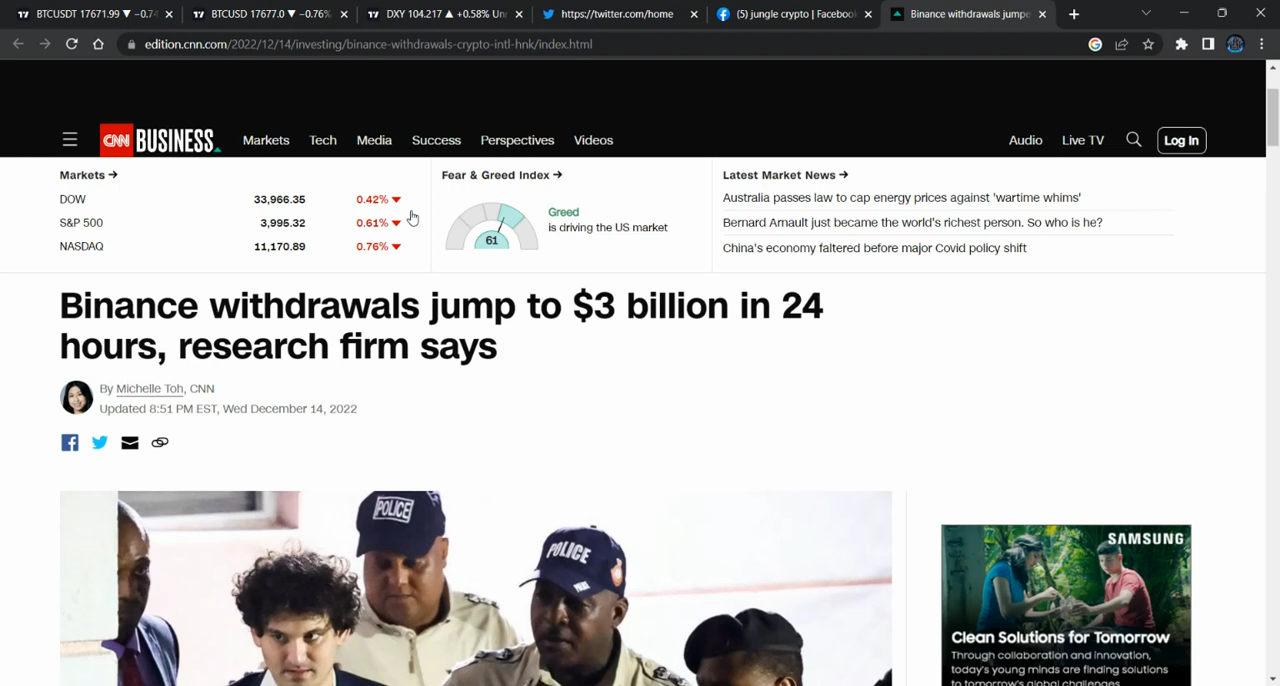 BTCUSDT 17671.99 ▼ −0.74
BTCUSD 17677.0 ▼ −0.76%
DXY 104.217 ▲ +0.58% Un
https://twitter.com/home
(5) jungle crypto | Facebook
Binance withdrawals jump
edition.cnn.com/2022/12/14/investing/binance-withdrawals-crypto-intl-hnk/index.html
CNN BUSINESS
Markets
Tech
Media
Success
Perspectives
Videos
Audio
Live TV
Log In
Markets →
DOW 33,966.35 0.42% ▼
S&P 500 3,995.32 0.61% ▼
NASDAQ 11,170.89 0.76% ▼
Fear & Greed Index →
61
Greed
is driving the US market
Latest Market News →
Australia passes law to cap energy prices against 'wartime whims'
Bernard Arnault just became the world's richest person. So who is he?
China's economy faltered before major Covid policy shift
Binance withdrawals jump to $3 billion in 24
hours, research firm says
By Michelle Toh, CNN
Updated 8:51 PM EST, Wed December 14, 2022
POLICE
POLICE
SAMSUNG
Clean Solutions for Tomorrow
Through collaboration and innovation,
today's young minds are finding solutions
to tomorrow's global challenges